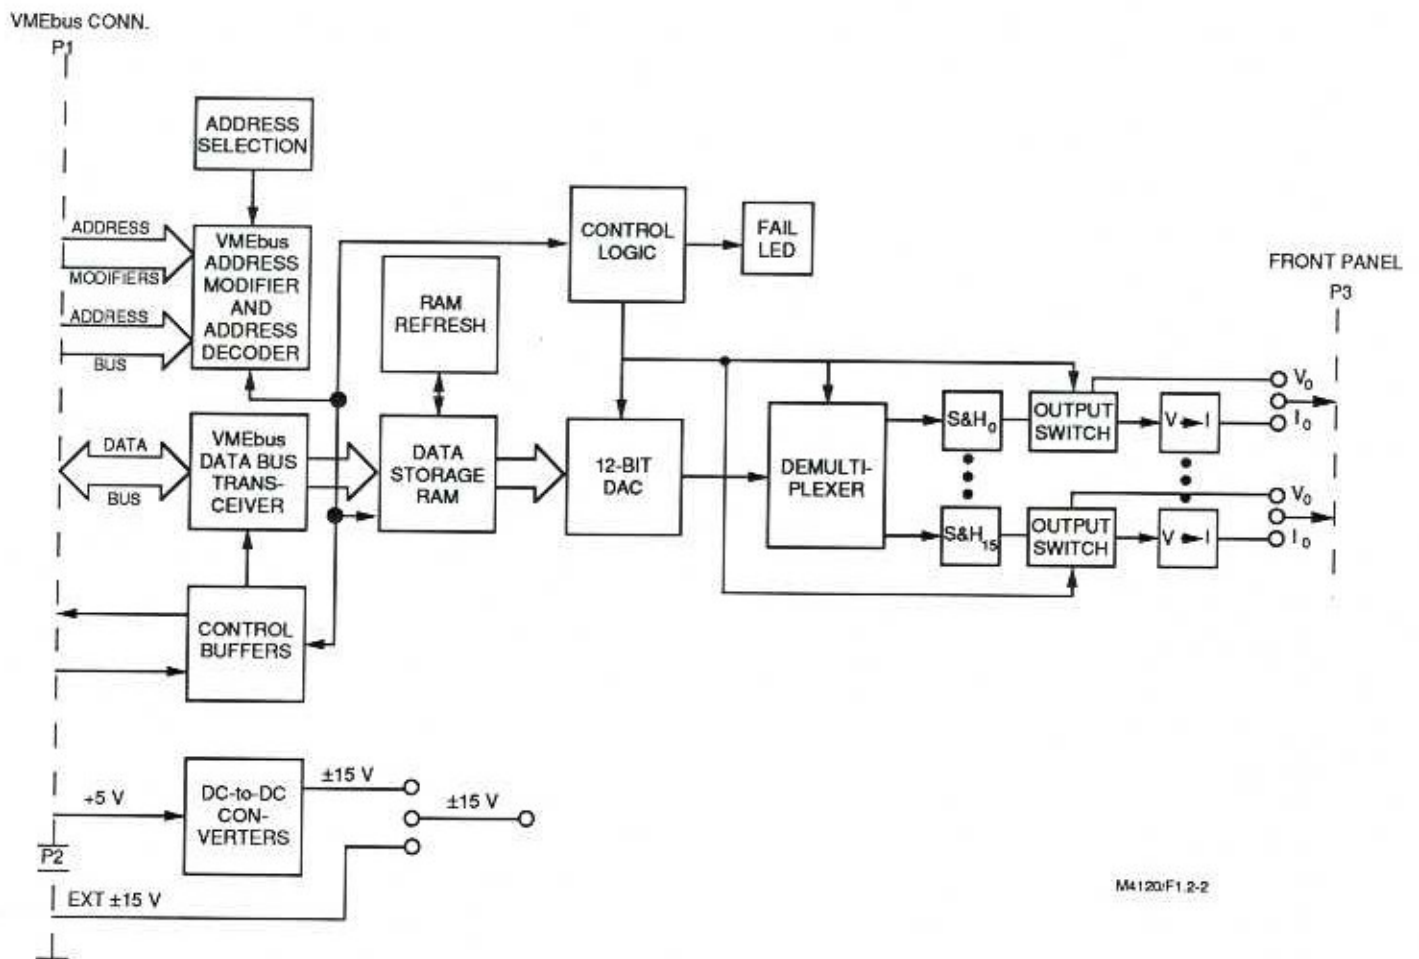 VMEbus CONN.
P1
ADDRESS
SELECTION
ADDRESS
MODIFIERS
ADDRESS
BUS
VMEbus
ADDRESS
MODIFIER
AND
ADDRESS
DECODER
RAM
REFRESH
CONTROL
LOGIC
FAIL
LED
FRONT PANEL
P3
DATA
BUS
VMEbus
DATA BUS
TRANS-
CEIVER
DATA
STORAGE
RAM
12-BIT
DAC
DEMULTI-
PLEXER
S&H0
OUTPUT
SWITCH
V I
V0
I0
S&H15
OUTPUT
SWITCH
V I
V0
I0
CONTROL
BUFFERS
+5 V
DC-to-DC
CON-
VERTERS
±15 V
±15 V
P2
EXT ±15 V
M4120/F1.2-2